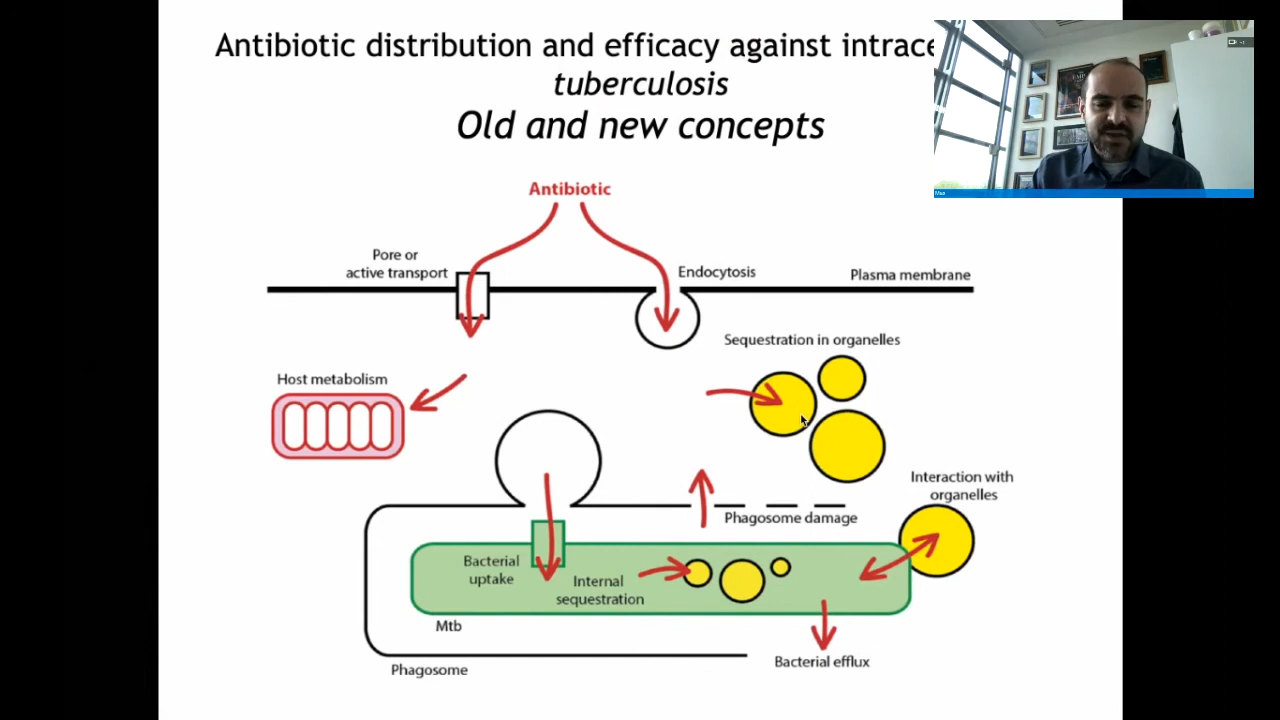 Antibiotic distribution and efficacy against
tuberculosis
Old and new concepts
Antibiotic
Pore or
active transport
Endocytosis
Plasma membrane
Sequestration in organelles
Host metabolism
Interaction with
organelles
Phagosome damage
Bacterial
uptake
Internal
sequestration
Mtb
Bacterial efflux
Phagosome